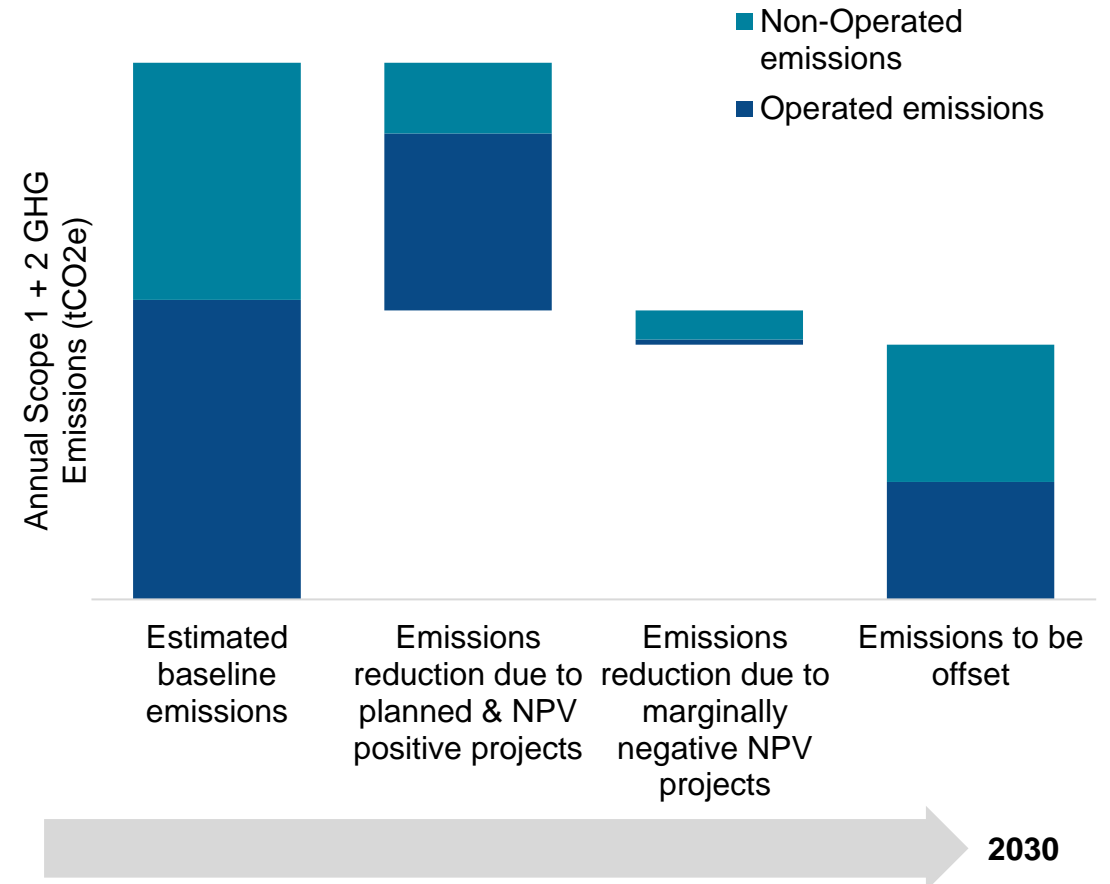 Non-Operated
emissions
Operated emissions
Annual Scope 1 + 2 GHG
Emissions (tCO2e)
Estimated
baseline
emissions
Emissions
reduction due to
planned & NPV
positive projects
Emissions
reduction due to
marginally
negative NPV
projects
Emissions to be
offset
2030